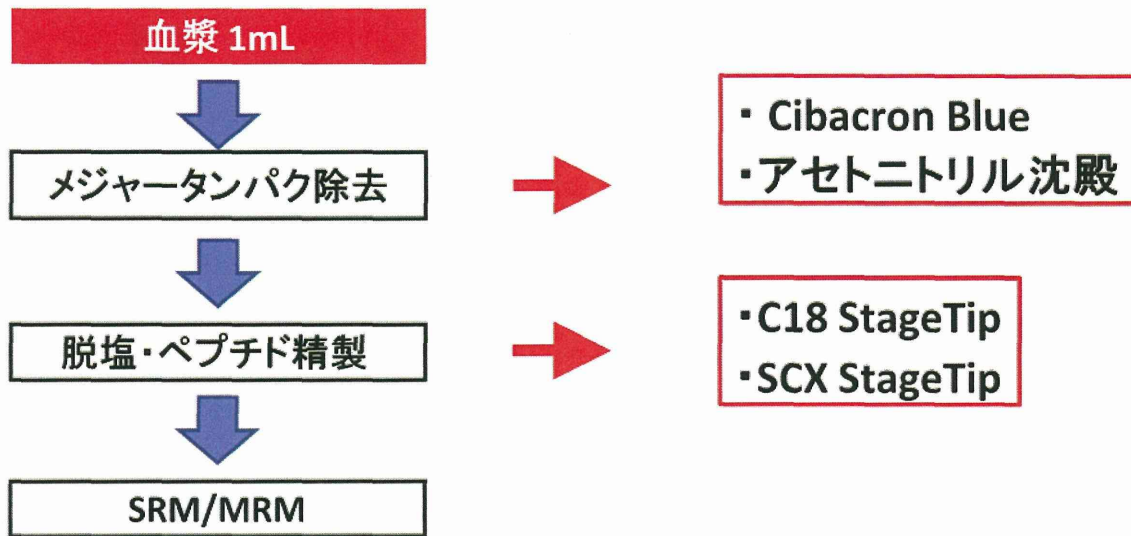 血漿 1mL
メジャータンパク除去
・ Cibacron Blue
・アセトニトリル沈殿
脱塩・ペプチド精製
・C18 StageTip
・SCX StageTip
SRM/MRM